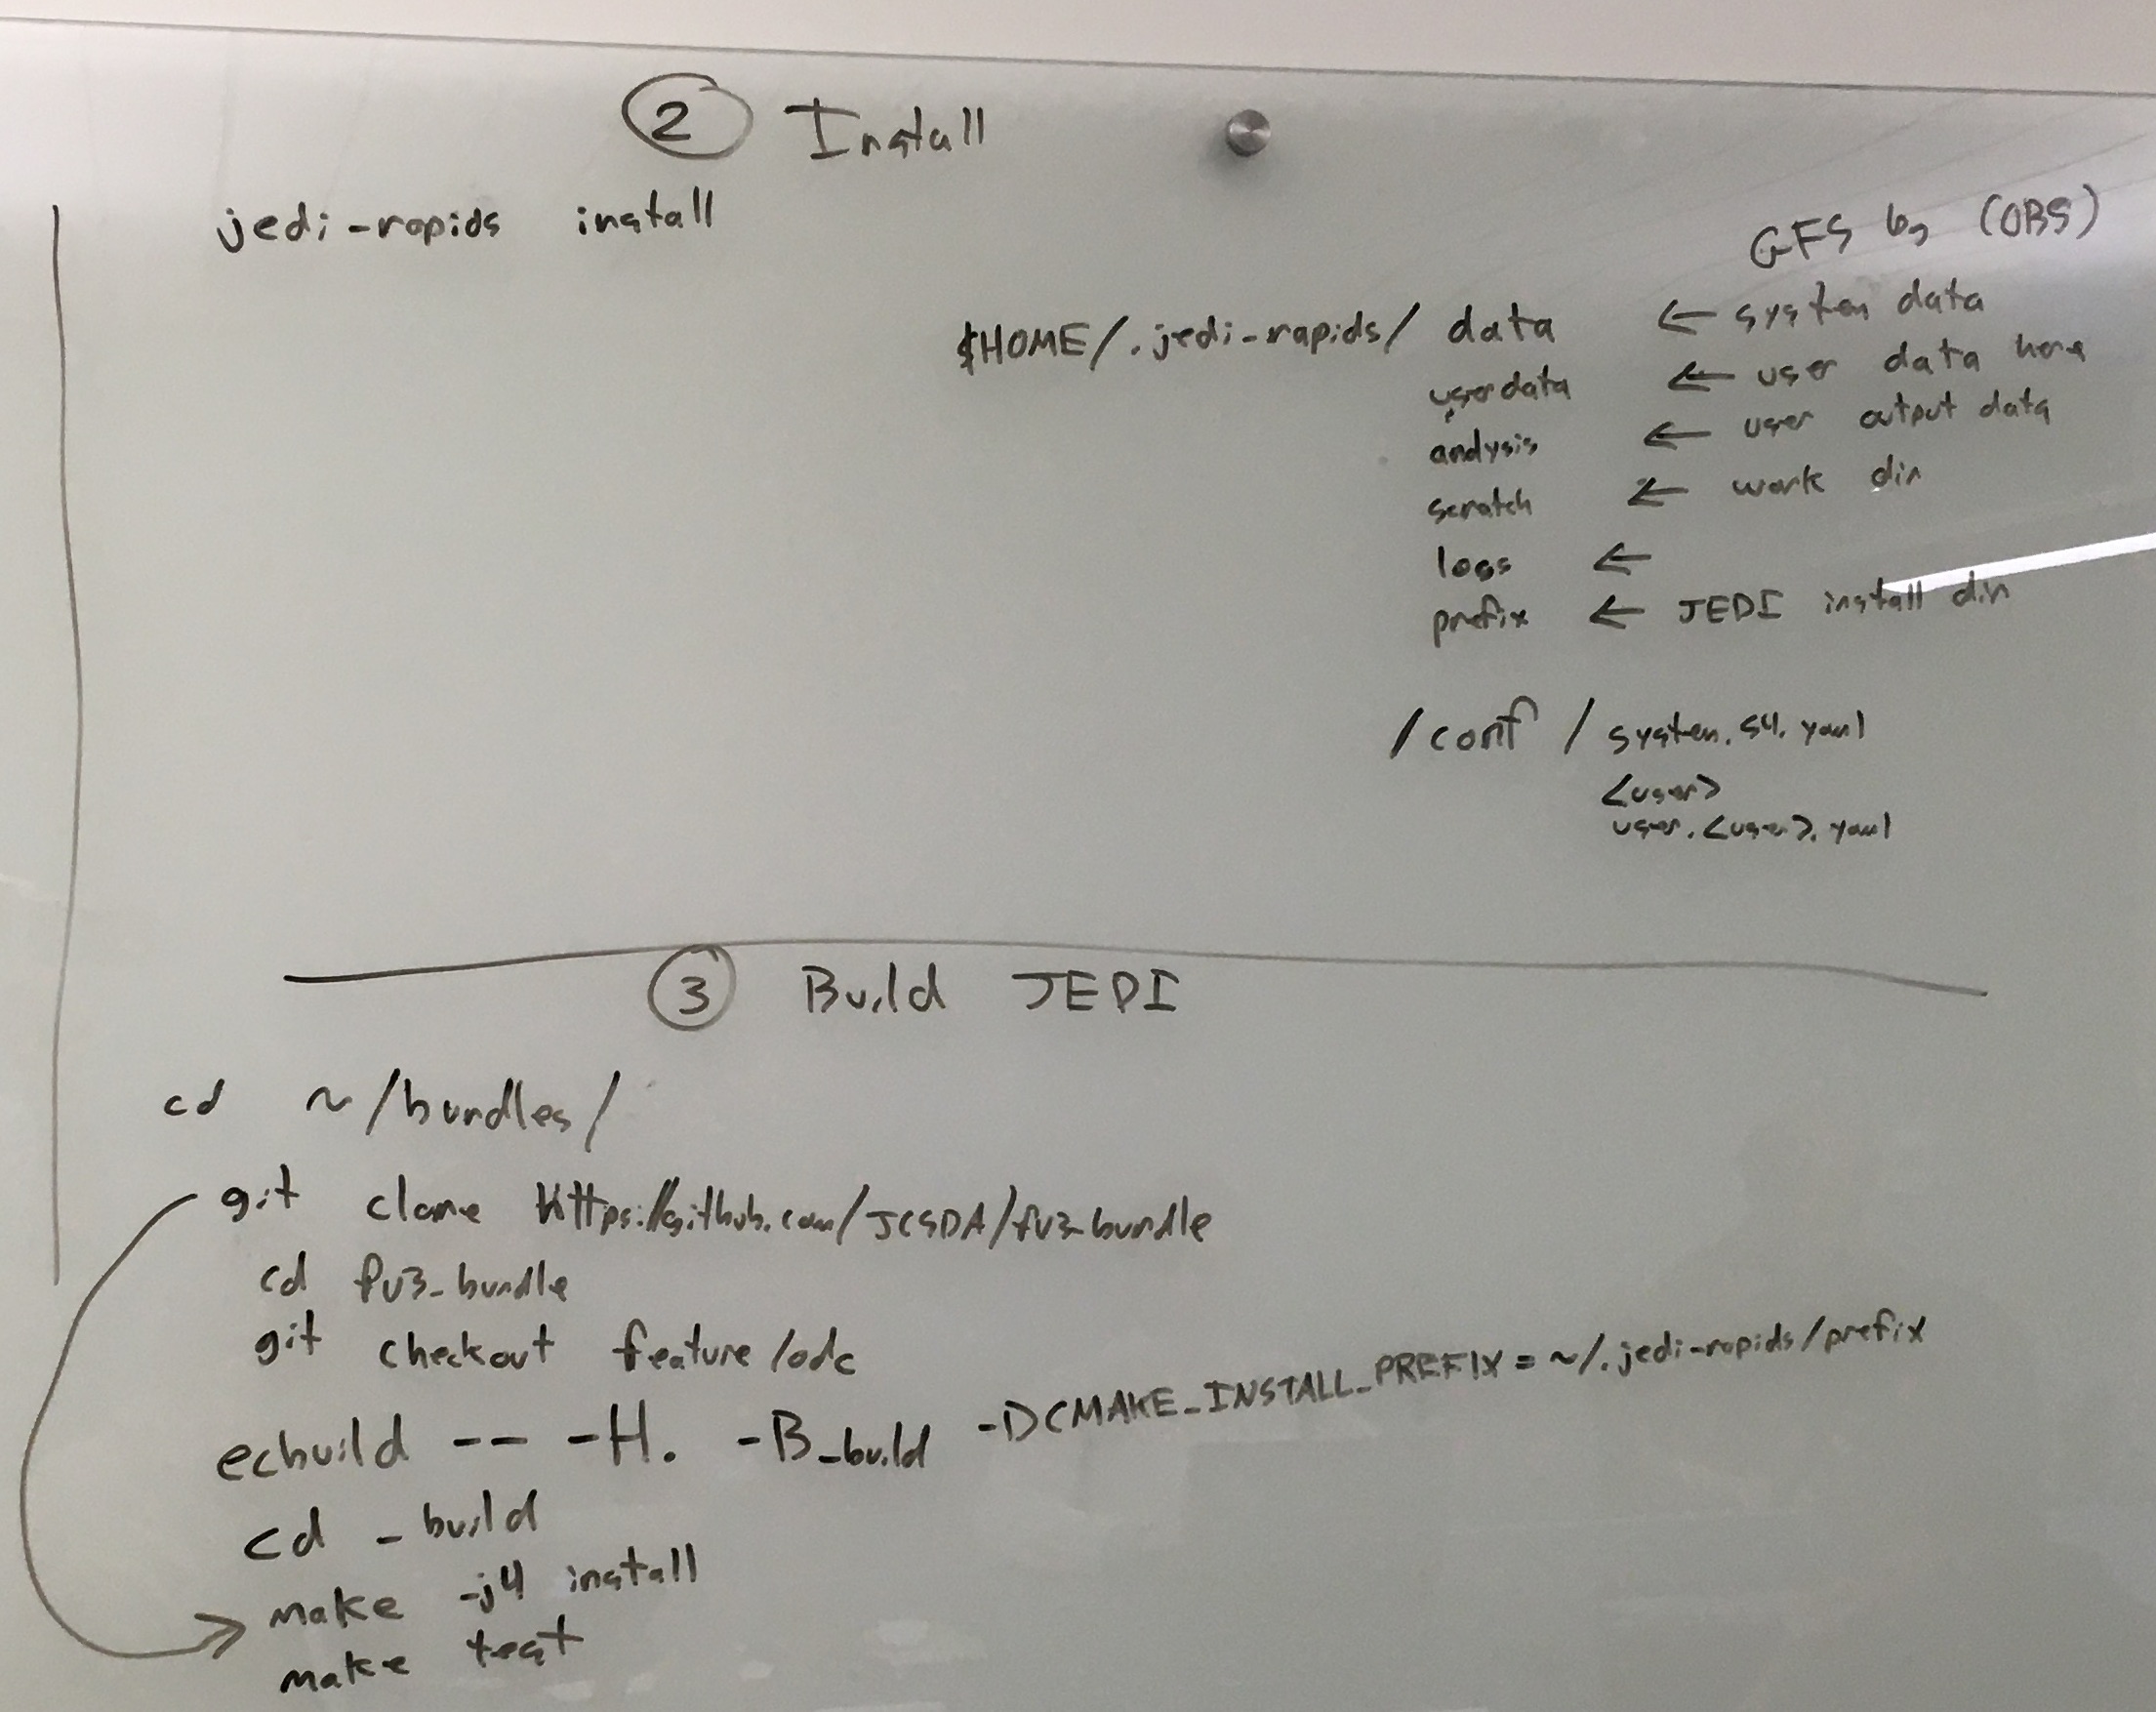 ② Install
jedi-rapids install
GFS bg (OBS)
$HOME/.jedi-rapids/ data ← system data
userdata ← user data here
analysis ← user output data
scratch ← work dir
logs ←
prefix ← JEDI install dir
/conf / system.s4.yaml
<user>
user.<user>.yaml
③ Build JEDI
cd ~/bundles/
git clone https://github.com/JCSDA/fv3-bundle
cd fv3-bundle
git checkout feature/odc
ecbuild -- -H. -B_build -DCMAKE_INSTALL_PREFIX = ~/.jedi-rapids/prefix
cd _build
make -j4 install
make test